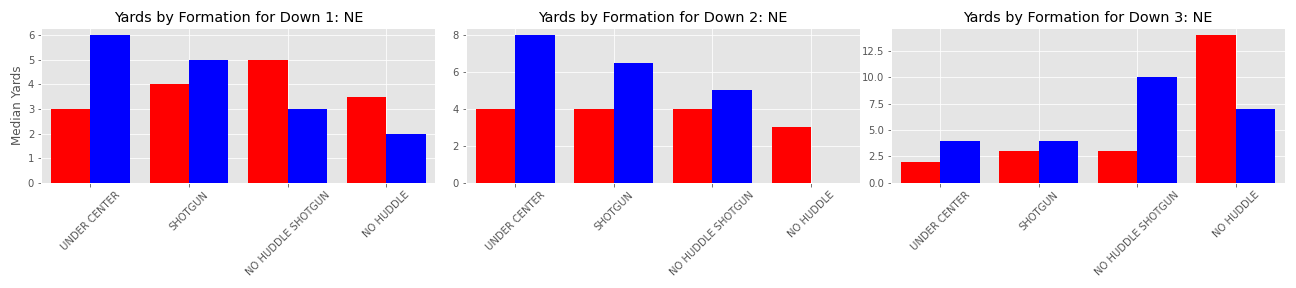 Yards by Formation for Down 1: NE
Median Yards
6
5
4
3
2
1
0
UNDER CENTER
SHOTGUN
NO HUDDLE SHOTGUN
NO HUDDLE
Yards by Formation for Down 2: NE
8
6
4
2
0
UNDER CENTER
SHOTGUN
NO HUDDLE SHOTGUN
NO HUDDLE
Yards by Formation for Down 3: NE
12.5
10.0
7.5
5.0
2.5
0.0
UNDER CENTER
SHOTGUN
NO HUDDLE SHOTGUN
NO HUDDLE